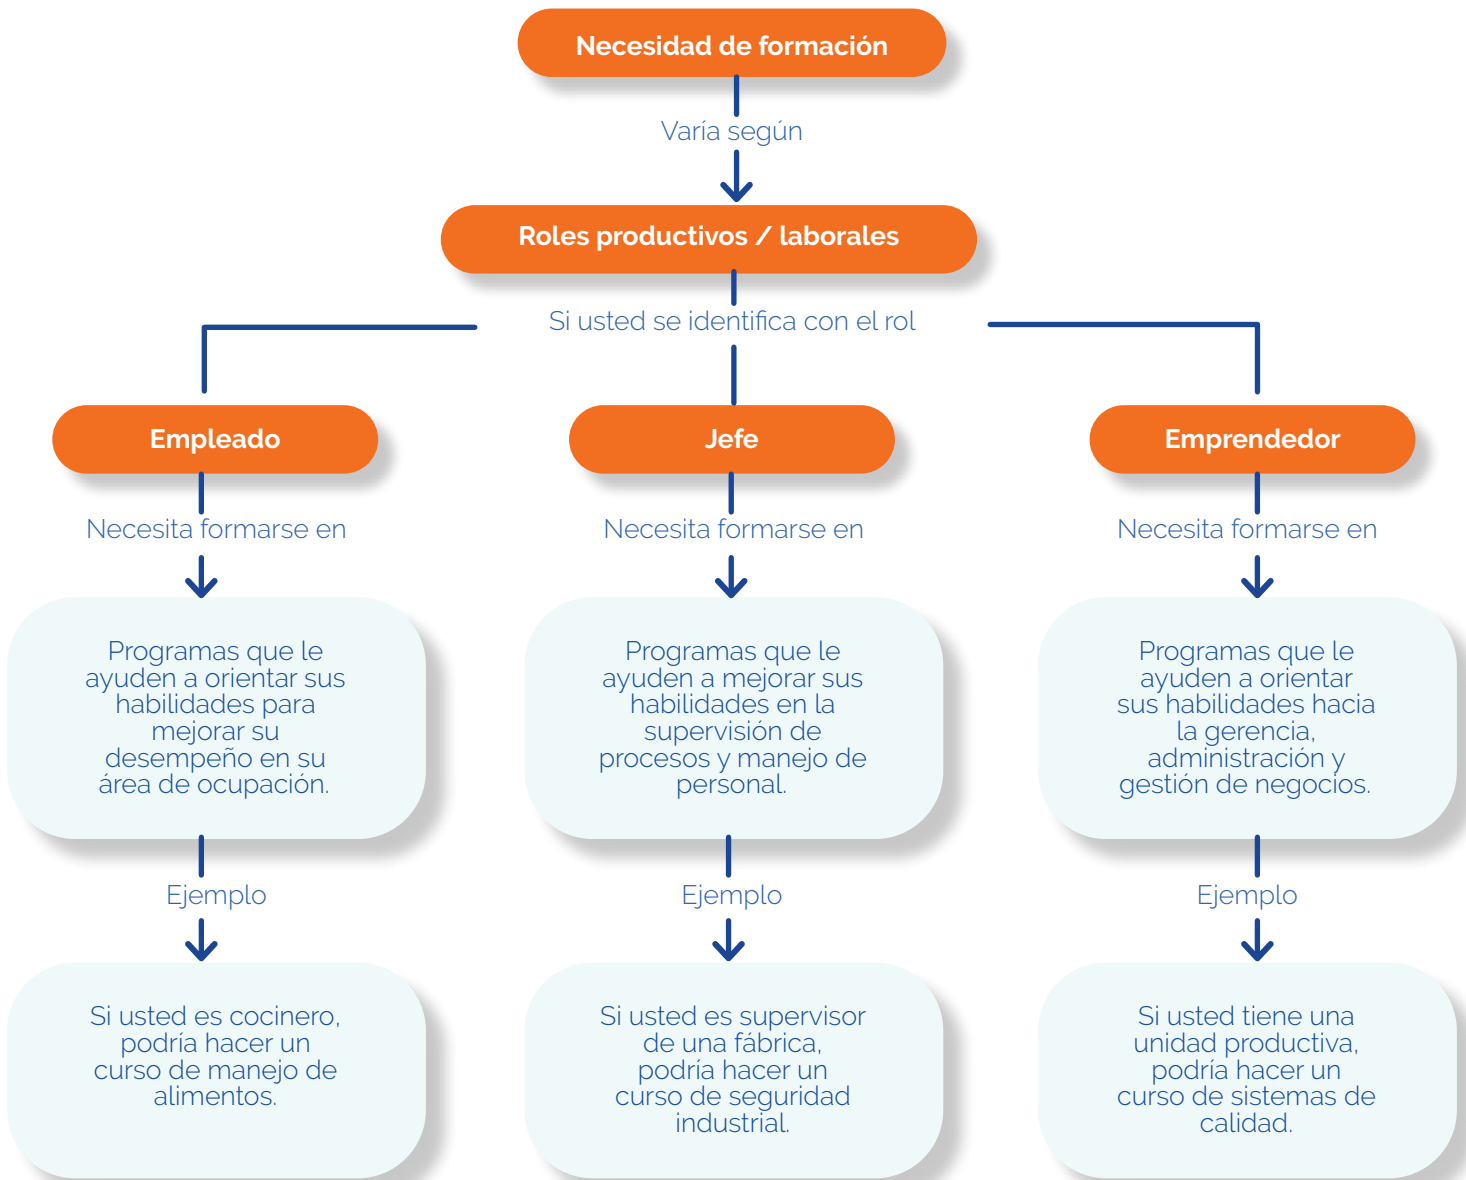 Necesidad de formación
Varía según
Roles productivos / laborales
Si usted se identifica con el rol
Empleado
Necesita formarse en
Programas que le
ayuden a orientar sus
habilidades para
mejorar su
desempeño en su
área de ocupación.
Ejemplo
Si usted es cocinero,
podría hacer un
curso de manejo de
alimentos.
Jefe
Necesita formarse en
Programas que le
ayuden a mejorar sus
habilidades en la
supervisión de
procesos y manejo de
personal.
Ejemplo
Si usted es supervisor
de una fábrica,
podría hacer un
curso de seguridad
industrial.
Emprendedor
Necesita formarse en
Programas que le
ayuden a orientar
sus habilidades hacia
la gerencia,
administración y
gestión de negocios.
Ejemplo
Si usted tiene una
unidad productiva,
podría hacer un
curso de sistemas de
calidad.